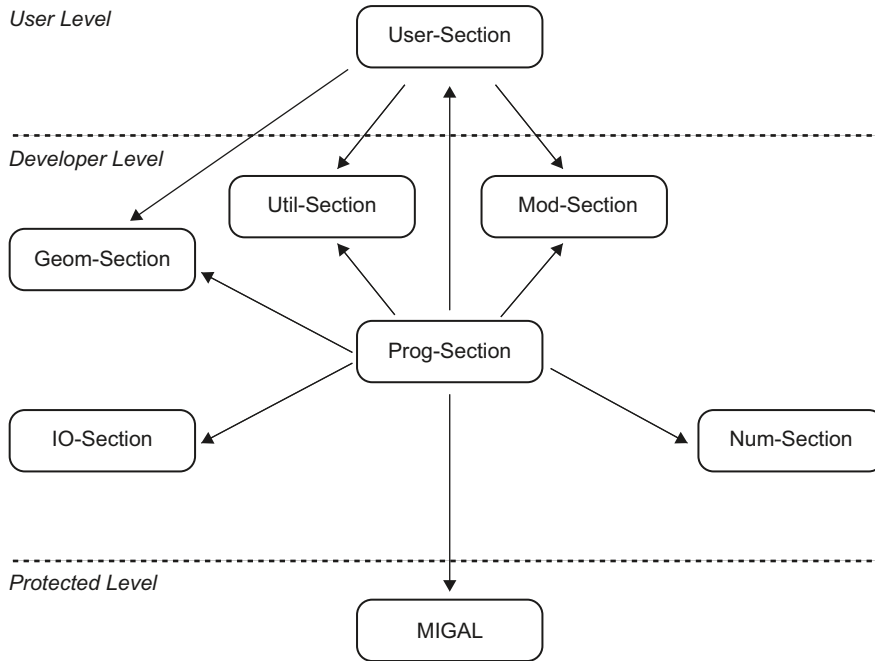 User Level
User-Section
Developer Level
Util-Section
Mod-Section
Geom-Section
Prog-Section
IO-Section
Num-Section
Protected Level
MIGAL